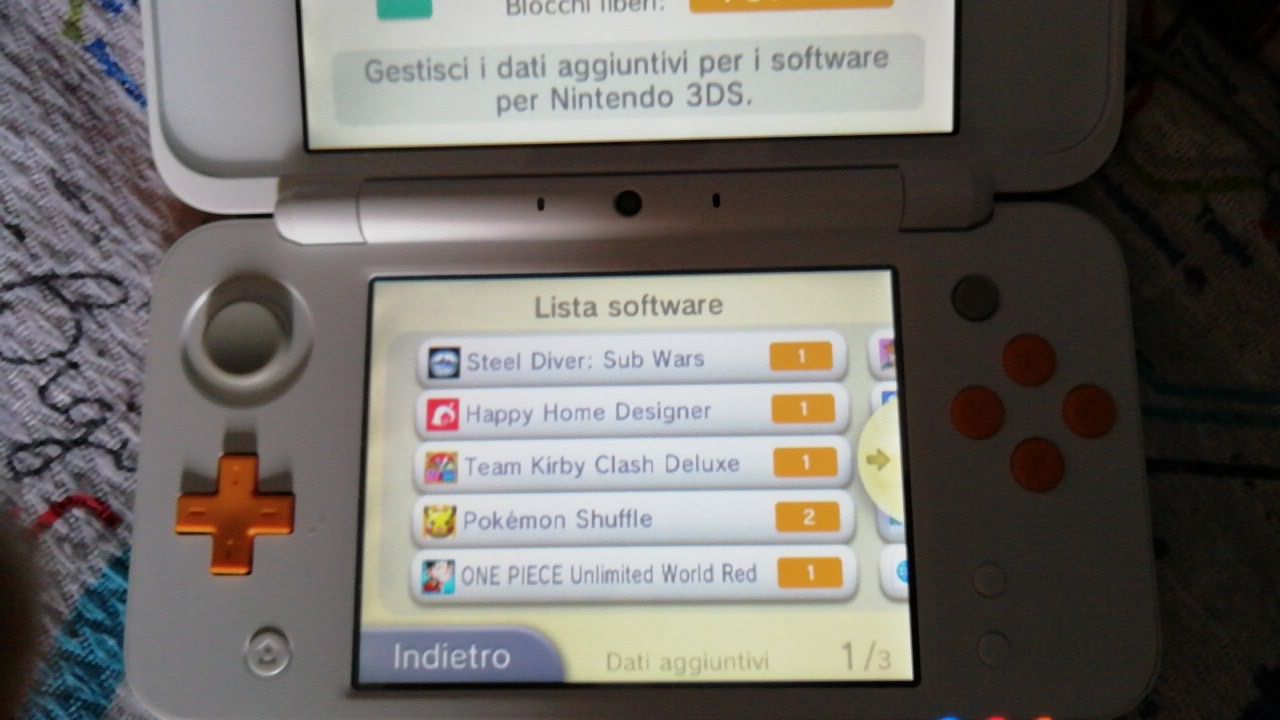 Blocchi liberi:
Gestisci i dati aggiuntivi per i software
per Nintendo 3DS.
Lista software
Steel Diver: Sub Wars 1
Happy Home Designer 1
Team Kirby Clash Deluxe 1
Pokémon Shuffle 2
ONE PIECE Unlimited World Red 1
Indietro
Dati aggiuntivi
1/3